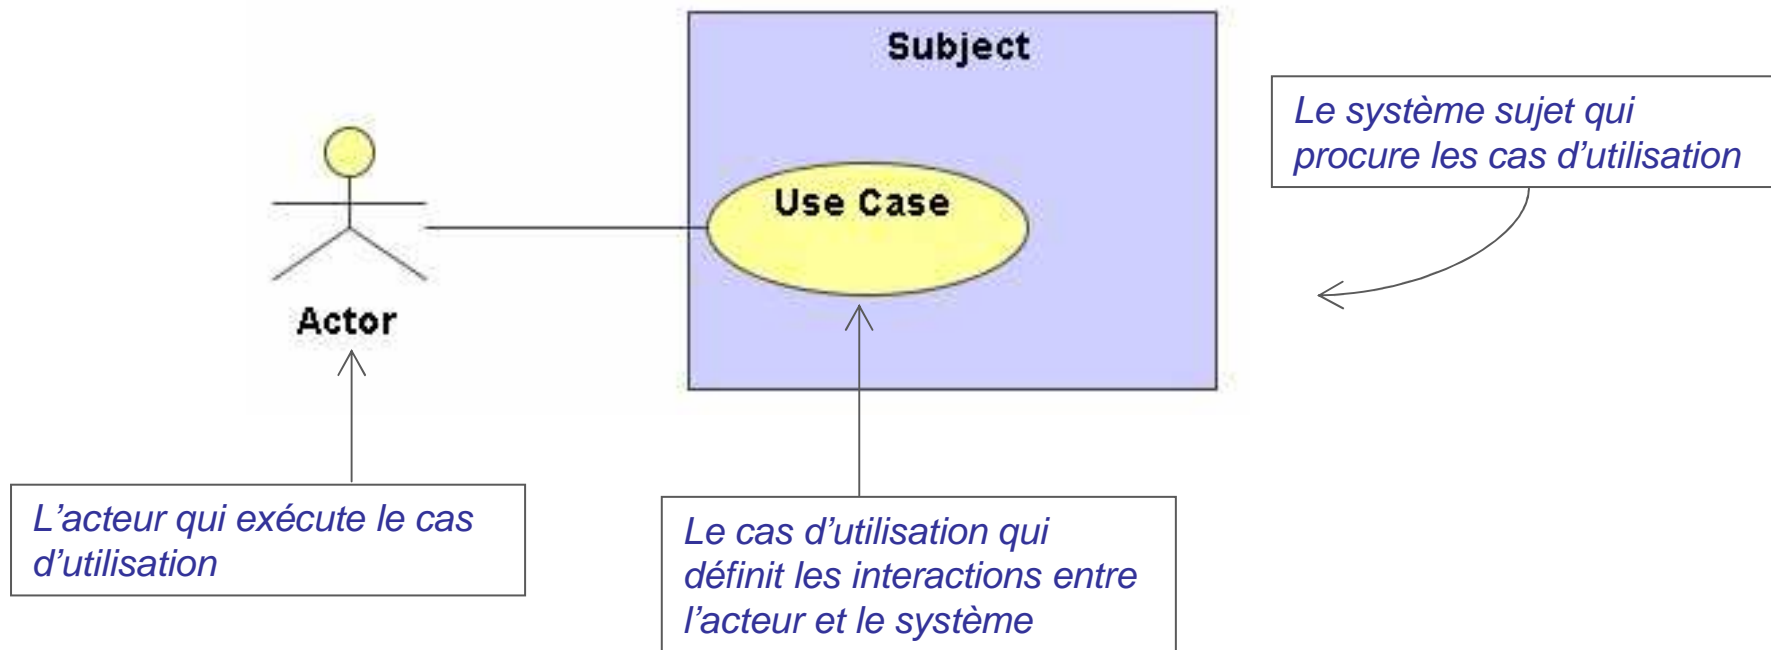 Subject
Le système sujet qui
procure les cas d’utilisation
Use Case
Actor
L’acteur qui exécute le cas
d’utilisation
Le cas d’utilisation qui
définit les interactions entre
l’acteur et le système